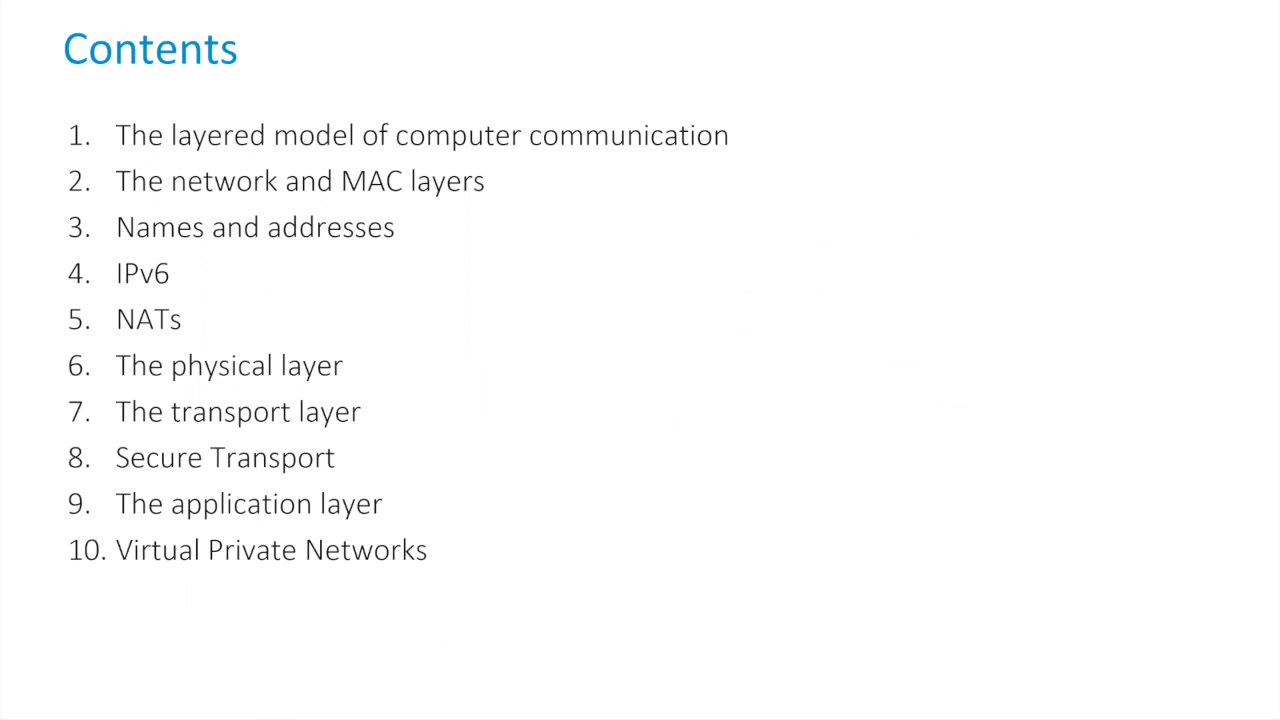 Contents
1. The layered model of computer communication
2. The network and MAC layers
3. Names and addresses
4. IPv6
5. NATs
6. The physical layer
7. The transport layer
8. Secure Transport
9. The application layer
10. Virtual Private Networks